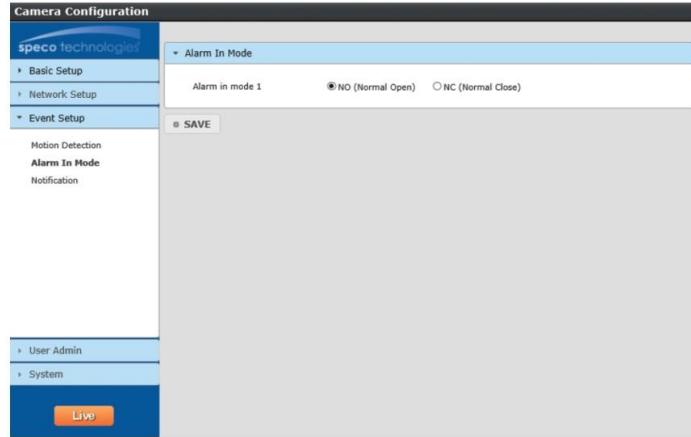 Camera Configuration
speco technologies
Basic Setup
Network Setup
Event Setup
Motion Detection
Alarm In Mode
Notification
User Admin
System
Live
Alarm In Mode
Alarm in mode 1 NO (Normal Open) NC (Normal Close)
SAVE